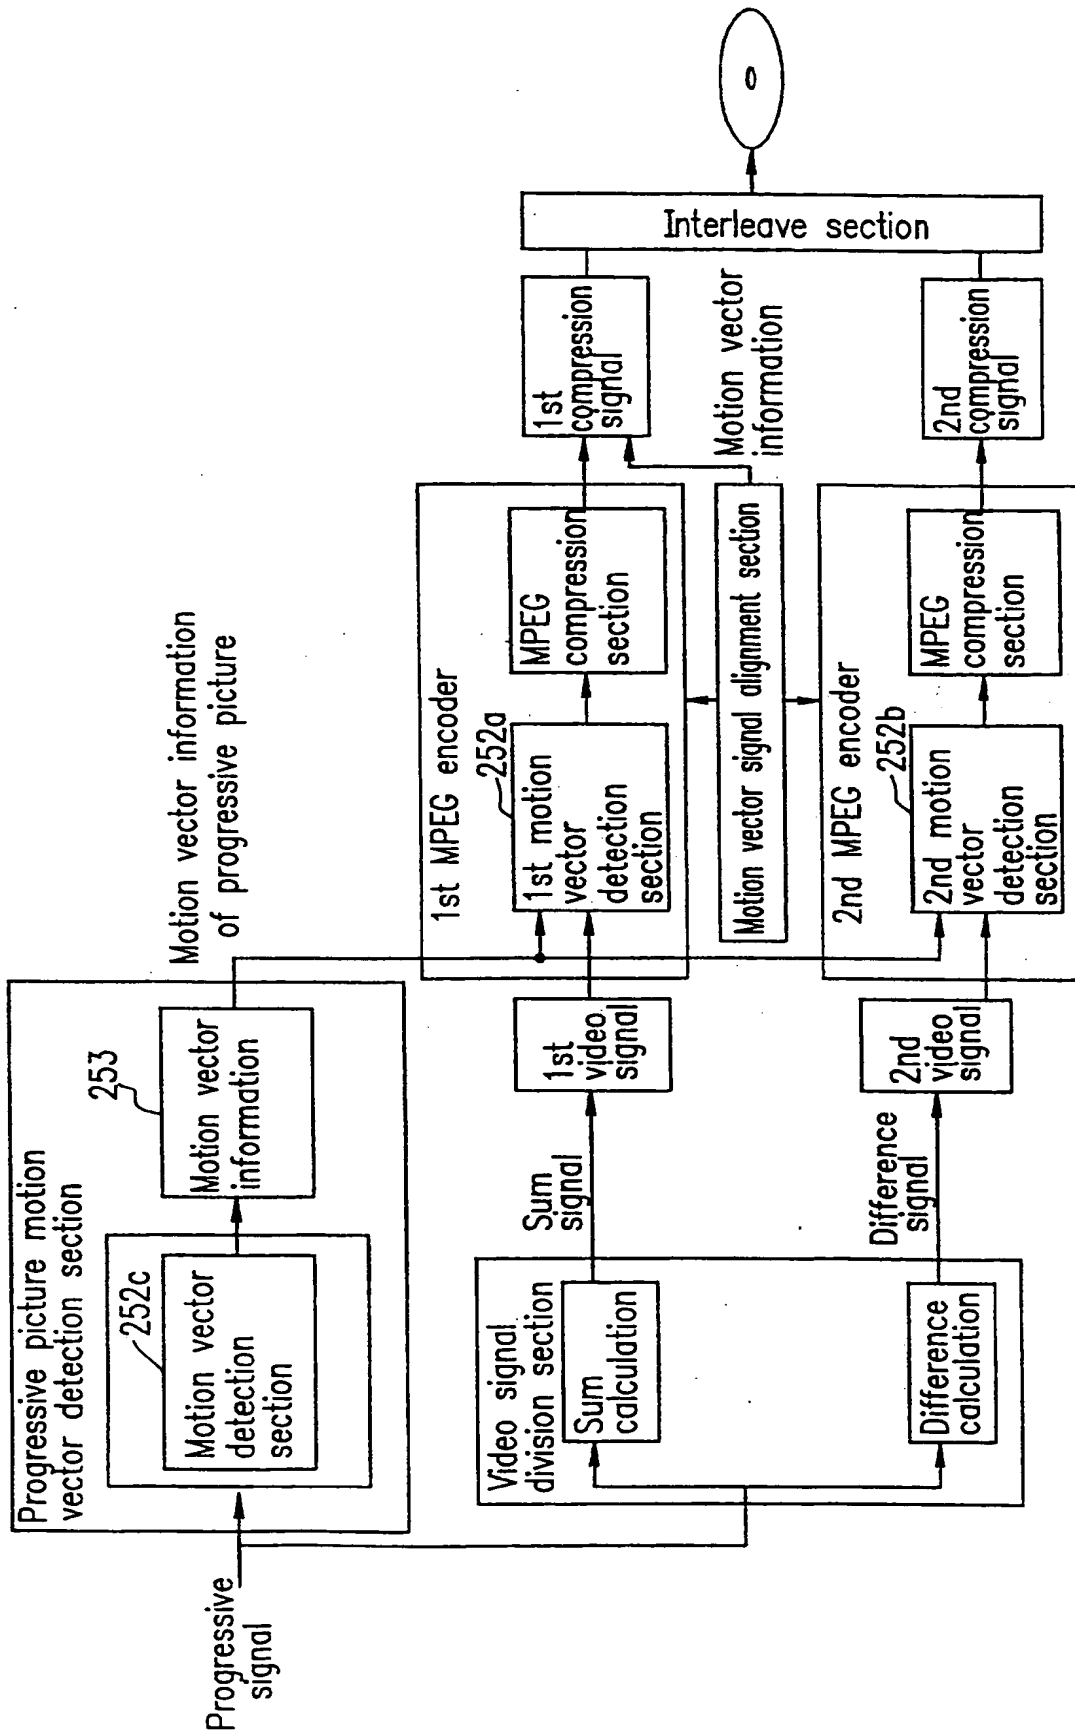 Progressive
signal
Progressive picture motion
vector detection section
252c
Motion vector
detection
section
253
Motion vector
information
Motion vector information
of progressive picture
Video signal
division section
Sum
calculation
Difference
calculation
Sum
signal
Difference
signal
1st
video
signal
2nd
video
signal
1st MPEG encoder
252a
1st motion
vector
detection
section
MPEG
compression
section
Motion vector signal alignment section
2nd MPEG encoder
252b
2nd motion
vector
detection
section
MPEG
compression
section
1st
compression
signal
Motion vector
information
2nd
compression
signal
Interleave section